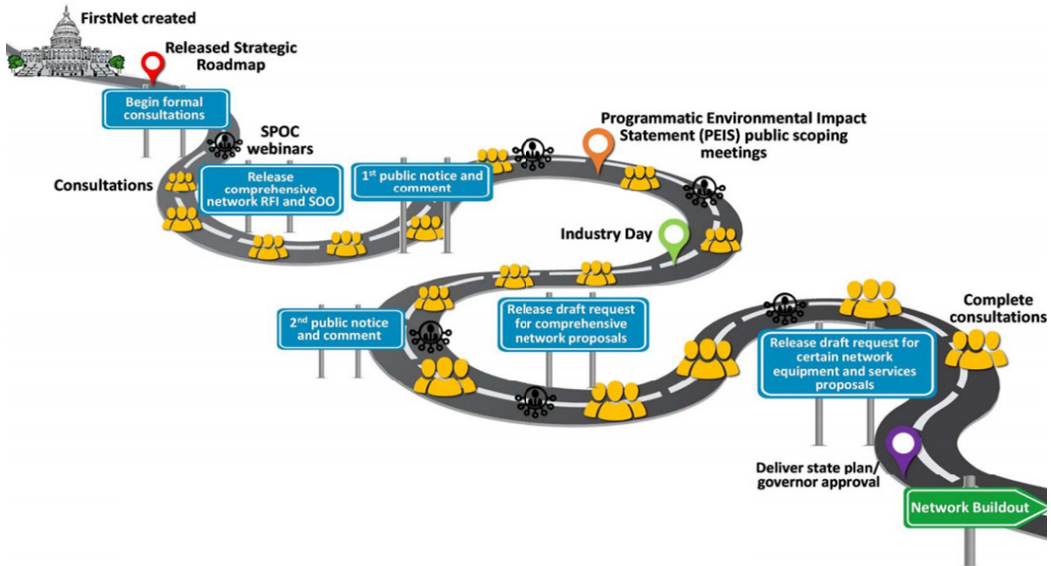 FirstNet created
Released Strategic
Roadmap
Begin formal
consultations
SPOC
webinars
Consultations
Release
comprehensive
network RFI and SOO
1st public notice and
comment
Programmatic Environmental Impact
Statement (PEIS) public scoping
meetings
Industry Day
2nd public notice
and comment
Release draft request
for comprehensive
network proposals
Release draft request for
certain network
equipment and services
proposals
Complete
consultations
Deliver state plan/
governor approval
Network Buildout